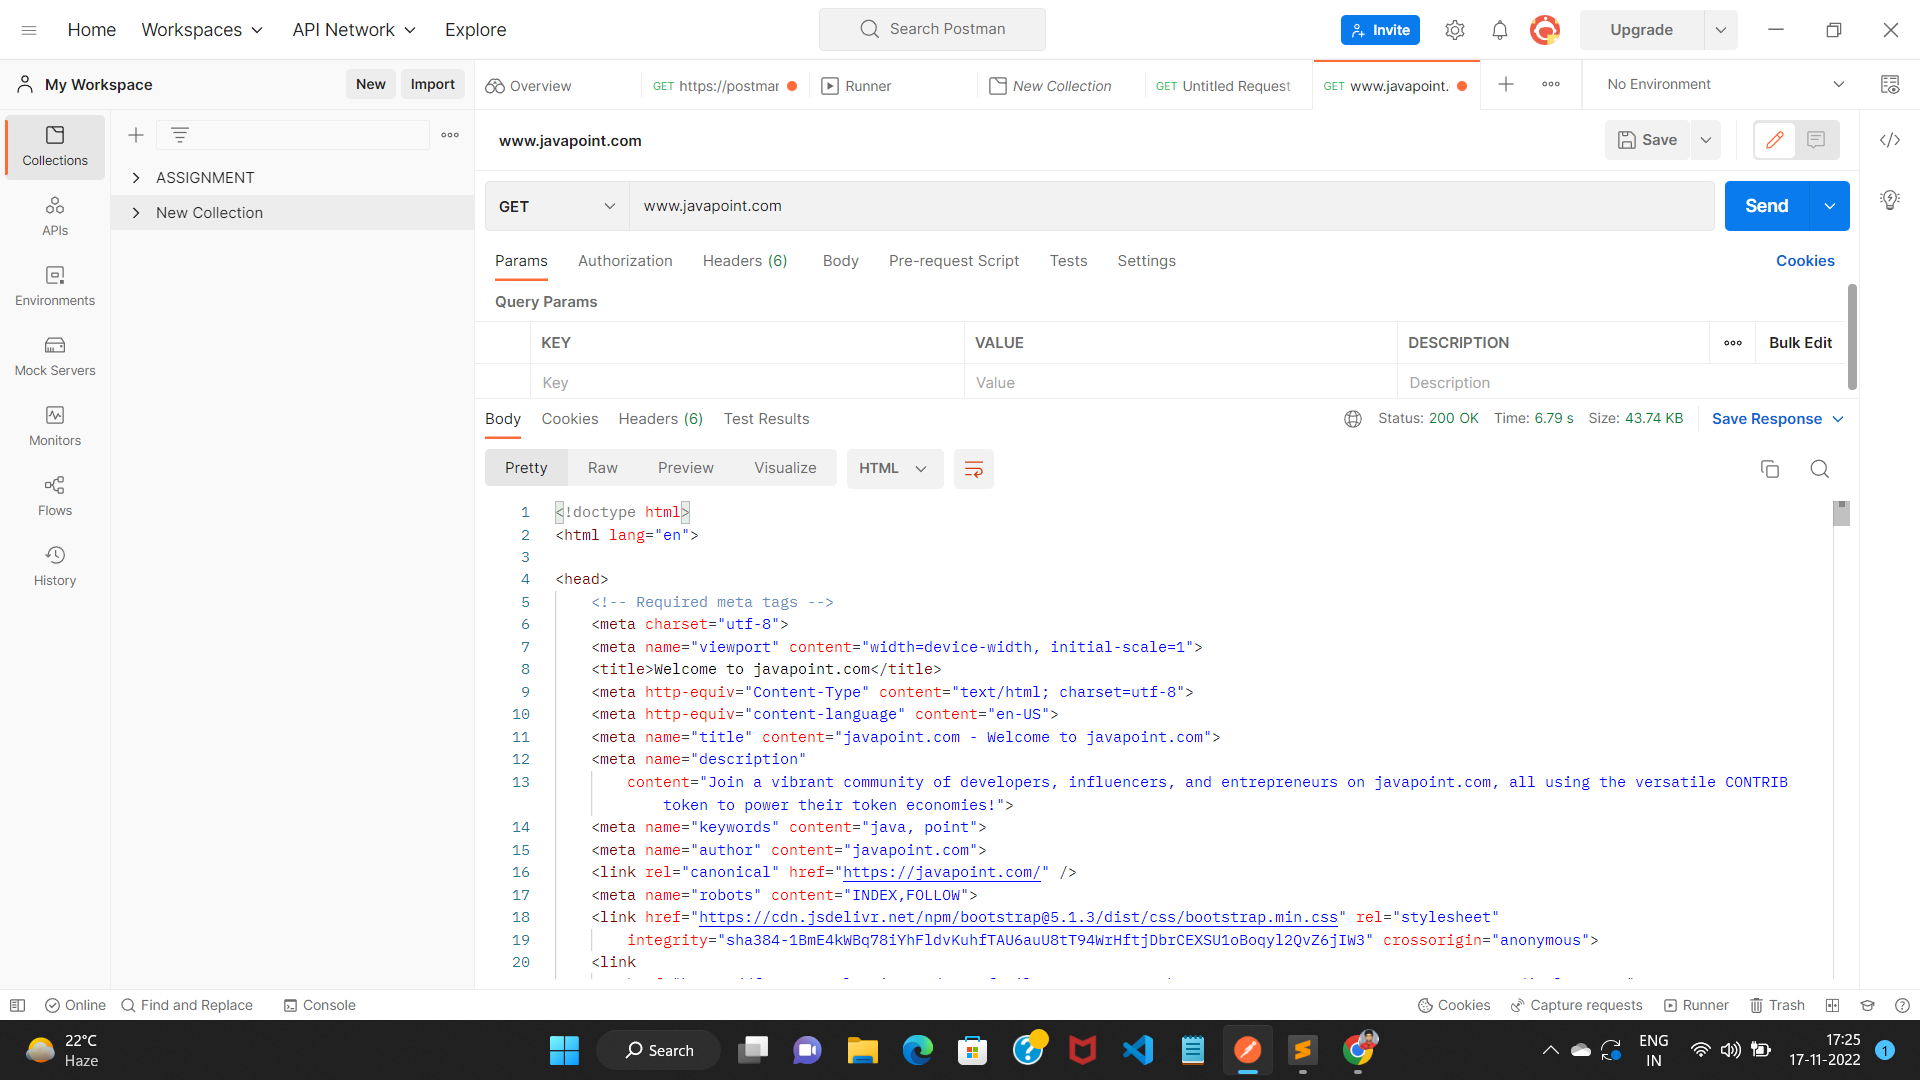 Home Workspaces API Network Explore Search Postman Invite Upgrade
My Workspace New Import Overview GET https://postmar Runner New Collection GET Untitled Request GET www.javapoint. No Environment
Collections
APIs
Environments
Mock Servers
Monitors
Flows
History
ASSIGNMENT
New Collection
www.javapoint.com Save
GET www.javapoint.com Send
Params Authorization Headers (6) Body Pre-request Script Tests Settings Cookies
Query Params
KEY VALUE DESCRIPTION Bulk Edit
Key Value Description
Body Cookies Headers (6) Test Results Status: 200 OK Time: 6.79 s Size: 43.74 KB Save Response
Pretty Raw Preview Visualize HTML
1 <!doctype html>
2 <html lang="en">
3
4 <head>
5 <!-- Required meta tags -->
6 <meta charset="utf-8">
7 <meta name="viewport" content="width=device-width, initial-scale=1">
8 <title>Welcome to javapoint.com</title>
9 <meta http-equiv="Content-Type" content="text/html; charset=utf-8">
10 <meta http-equiv="content-language" content="en-US">
11 <meta name="title" content="javapoint.com - Welcome to javapoint.com">
12 <meta name="description"
13 content="Join a vibrant community of developers, influencers, and entrepreneurs on javapoint.com, all using the versatile CONTRIB
token to power their token economies!">
14 <meta name="keywords" content="java, point">
15 <meta name="author" content="javapoint.com">
16 <link rel="canonical" href="https://javapoint.com/" />
17 <meta name="robots" content="INDEX,FOLLOW">
18 <link href="https://cdn.jsdelivr.net/npm/bootstrap@5.1.3/dist/css/bootstrap.min.css" rel="stylesheet"
19 integrity="sha384-1BmE4kWBq78iYhFldvKuhfTAU6auU8tT94WrHftjDbrCEXSU1oBoqyl2QvZ6jIW3" crossorigin="anonymous">
20 <link
Online Find and Replace Console Cookies Capture requests Runner Trash
22°C
Haze
Search
ENG
IN
17:25
17-11-2022
1